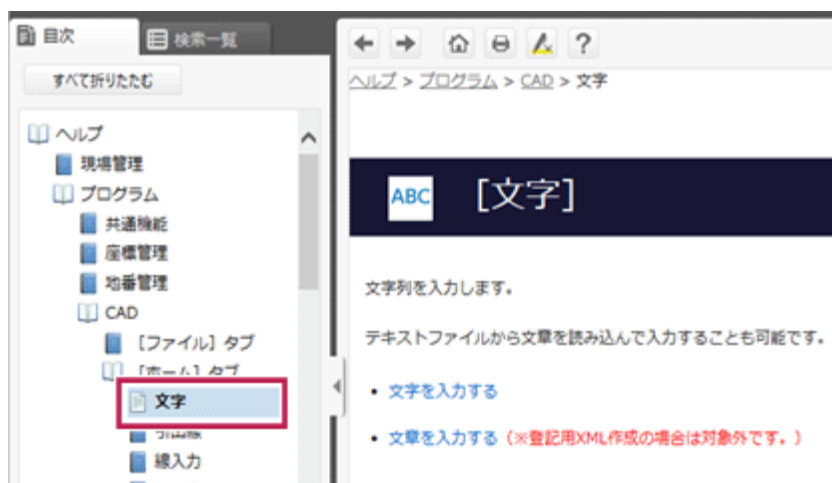 目次
検索一覧
すべて折りたたむ
ヘルプ > プログラム > CAD > 文字
ヘルプ
現場管理
プログラム
共通機能
座標管理
地番管理
CAD
[ファイル] タブ
[ホーム] タブ
文字
線入力
ABC [文字]
文字列を入力します。
テキストファイルから文章を読み込んで入力することも可能です。
• 文字を入力する
• 文章を入力する (※登記用XML作成の場合は対象外です。)